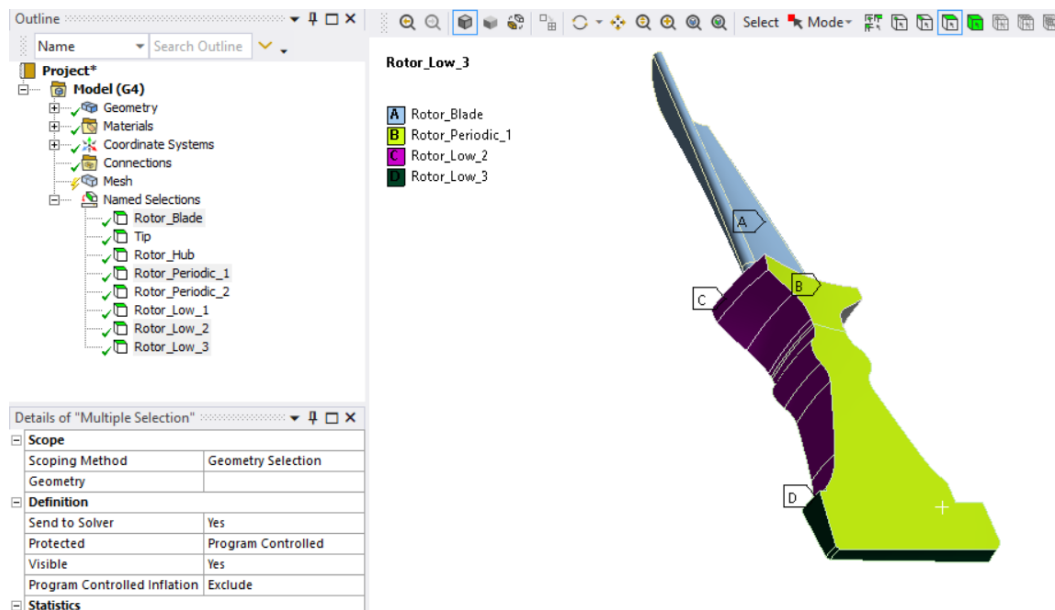 Outline
Name
Search Outline
Project*
Model (G4)
Geometry
Materials
Coordinate Systems
Connections
Mesh
Named Selections
Rotor_Blade
Tip
Rotor_Hub
Rotor_Periodic_1
Rotor_Periodic_2
Rotor_Low_1
Rotor_Low_2
Rotor_Low_3
Details of "Multiple Selection"
Scope
Scoping Method Geometry Selection
Geometry
Definition
Send to Solver Yes
Protected Program Controlled
Visible Yes
Program Controlled Inflation Exclude
Statistics
Select Mode
Rotor_Low_3
A Rotor_Blade
B Rotor_Periodic_1
C Rotor_Low_2
D Rotor_Low_3
A
B
C
D